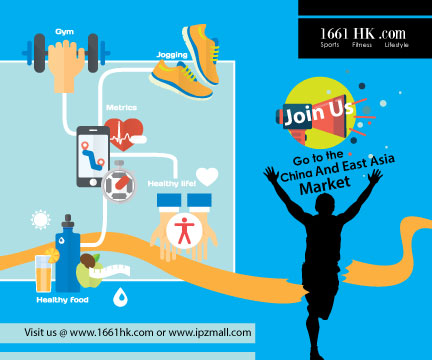 Gym
Jogging
1661 HK .com
Sports Fitness Lifestyle
Metrics
Join Us
Go to the
China And East Asia
Market
Healthy life!
Healthy food
Visit us @ www.1661hk.com or www.ipzmall.com